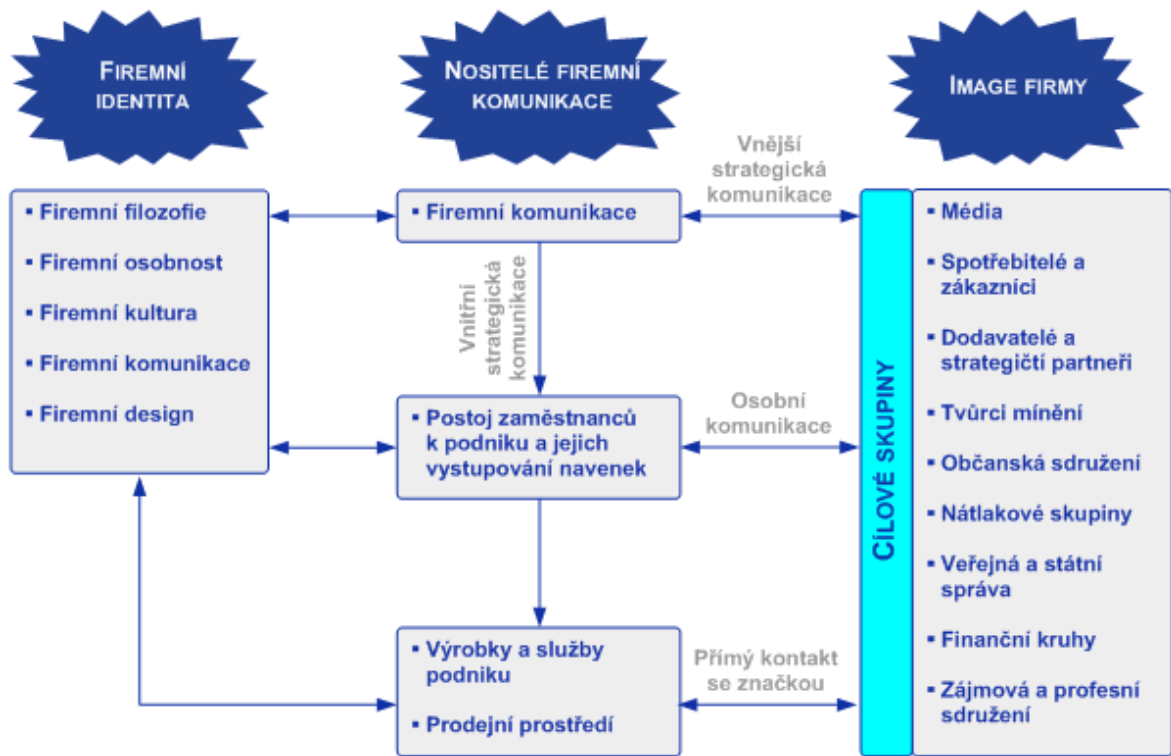 FIREMNÍ
IDENTITA
NOSITELÉ FIREMNÍ
KOMUNIKACE
IMAGE FIRMY
▪ Firemní filozofie
▪ Firemní osobnost
▪ Firemní kultura
▪ Firemní komunikace
▪ Firemní design
▪ Firemní komunikace
Vnitřní
strategická
komunikace
▪ Postoj zaměstnanců
k podniku a jejich
vystupování navenek
▪ Výrobky a služby
podniku
▪ Prodejní prostředí
Vnější
strategická
komunikace
Osobní
komunikace
Přímý kontakt
se značkou
CÍLOVÉ SKUPINY
▪ Média
▪ Spotřebitelé a
zákazníci
▪ Dodavatelé a
strategičtí partneři
▪ Tvůrci mínění
▪ Občanská sdružení
▪ Nátlakové skupiny
▪ Veřejná a státní
správa
▪ Finanční kruhy
▪ Zájmová a profesní
sdružení